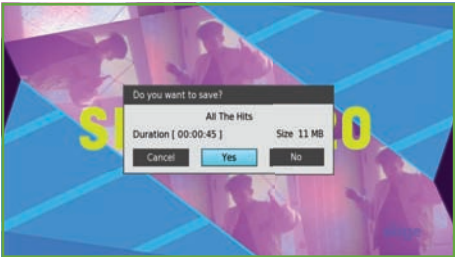 Do you want to save?
All The Hits
Duration [ 00:00:45 ] Size 11 MB
Cancel Yes No